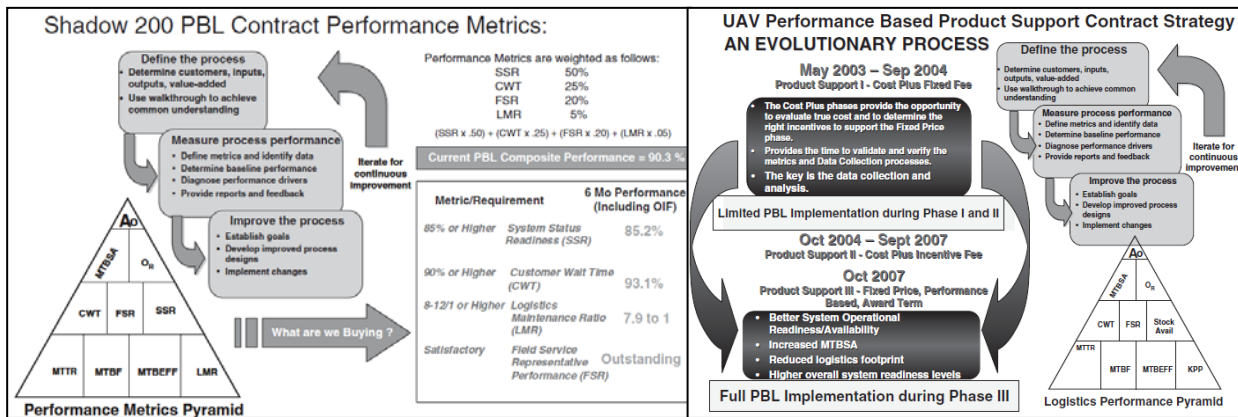 Shadow 200 PBL Contract Performance Metrics:
Define the process
• Determine customers, inputs,
outputs, value-added
• Use walkthrough to achieve
common understanding
Measure process performance
• Define metrics and identify data
• Determine baseline performance
• Diagnose performance drivers
• Provide reports and feedback
Improve the process
• Establish goals
• Develop improved process
designs
• Implement changes
Iterate for
continuous
improvement
AO
MTBSA
OR
CWT
FSR
SSR
MTTR
MTBF
MTBEFF
LMR
Performance Metrics Pyramid
What are we Buying ?
Performance Metrics are weighted as follows:
SSR 50%
CWT 25%
FSR 20%
LMR 5%
(SSR x .50) + (CWT x .25) + (FSR x .20) + (LMR x .05)
Current PBL Composite Performance = 90.3 %
Metric/Requirement
6 Mo Performance
(Including OIF)
85% or Higher System Status
Readiness (SSR)
85.2%
90% or Higher Customer Wait Time
(CWT)
93.1%
8-12/1 or Higher Logistics
Maintenance Ratio
(LMR)
7.9 to 1
Satisfactory Field Service
Representative
Performance (FSR)
Outstanding
UAV Performance Based Product Support Contract Strategy
AN EVOLUTIONARY PROCESS
May 2003 – Sep 2004
Product Support I - Cost Plus Fixed Fee
• The Cost Plus phases provide the opportunity
to evaluate true cost and to determine the
right incentives to support the Fixed Price
phase.
• Provides the time to validate and verify the
metrics and Data Collection processes.
• The key is the data collection and
analysis.
Limited PBL Implementation during Phase I and II
Oct 2004 – Sept 2007
Product Support II - Cost Plus Incentive Fee
Oct 2007
Product Support III - Fixed Price, Performance
Based, Award Term
• Better System Operational
Readiness/Availability
• Increased MTBSA
• Reduced logistics footprint
• Higher overall system readiness levels
Full PBL Implementation during Phase III
Define the process
• Determine customers, inputs,
outputs, value-added
• Use walkthrough to achieve
common understanding
Measure process performance
• Define metrics and identify data
• Determine baseline performance
• Diagnose performance drivers
• Provide reports and feedback
Improve the process
• Establish goals
• Develop improved process
designs
• Implement changes
Iterate for
continuous
improvement
AO
MTBSA
OR
CWT
FSR
Stock
Avail
MTTR
MTBF
MTBEFF
KPP
Logistics Performance Pyramid